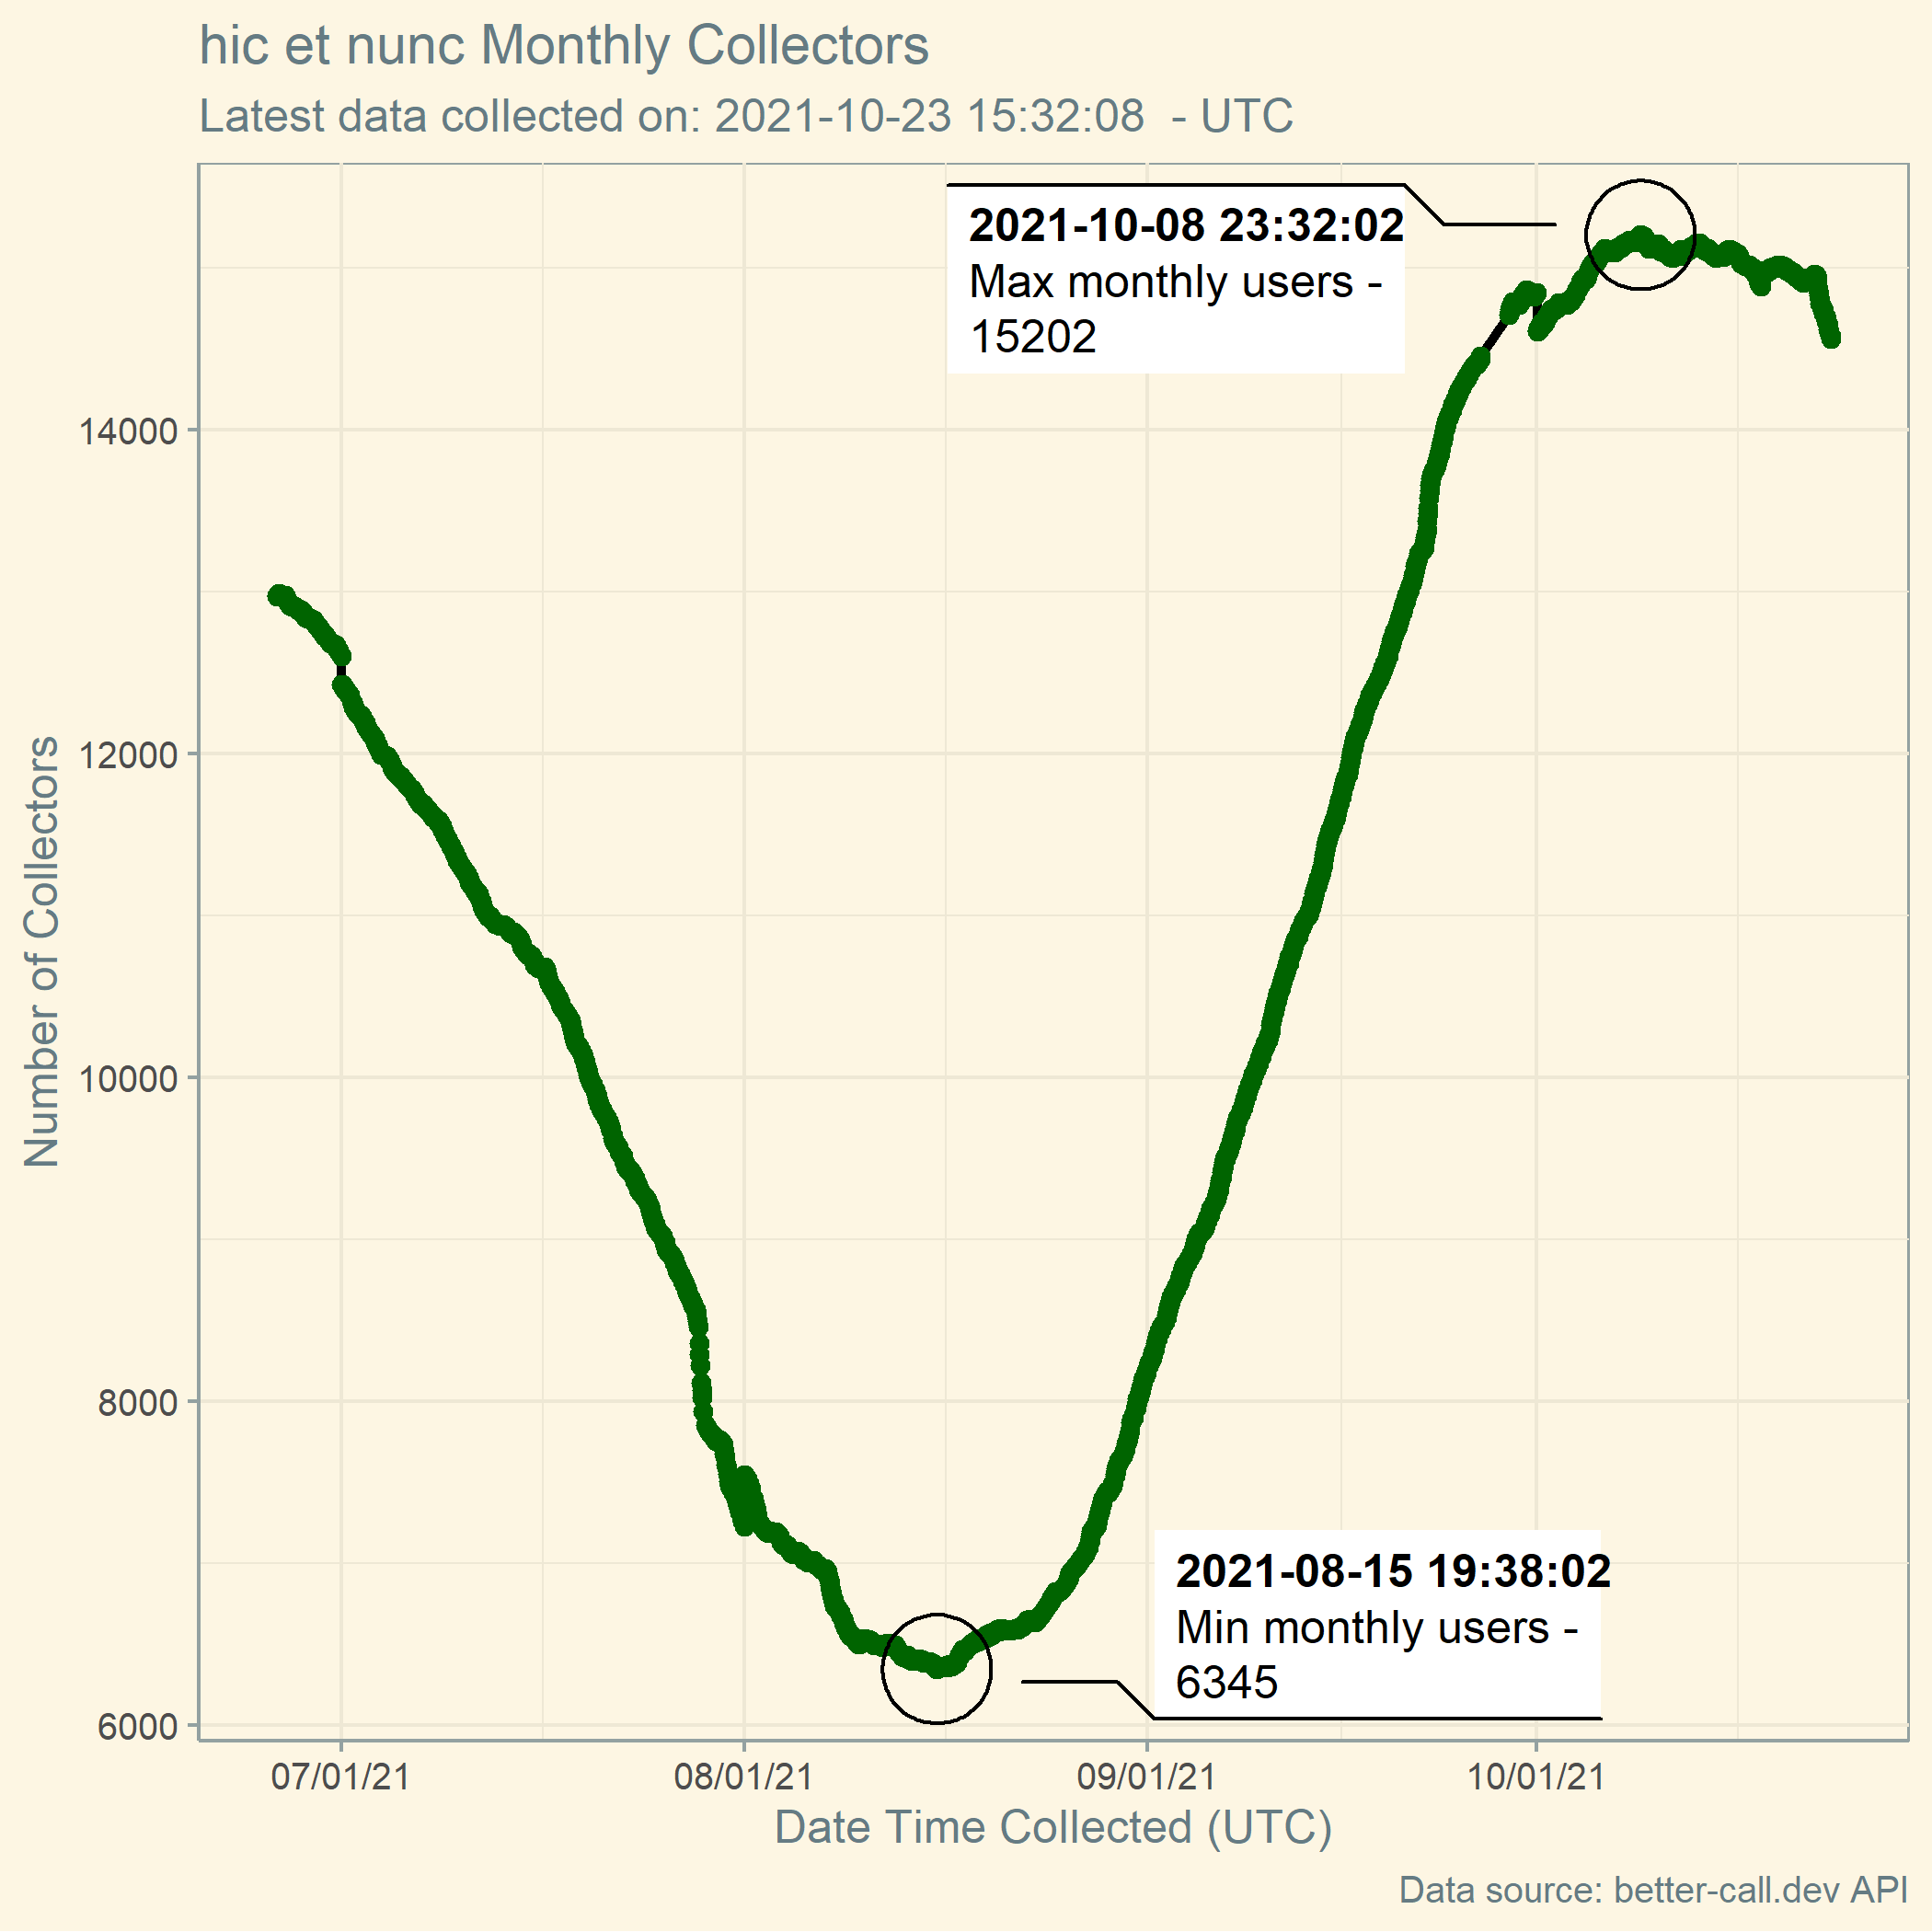 hic et nunc Monthly Collectors
Latest data collected on: 2021-10-23 15:32:08  - UTC
2021-10-08 23:32:02
Max monthly users -
15202
14000
12000
10000
8000
6000
Number of Collectors
2021-08-15 19:38:02
Min monthly users -
6345
07/01/21
08/01/21
09/01/21
10/01/21
Date Time Collected (UTC)
Data source: better-call.dev API